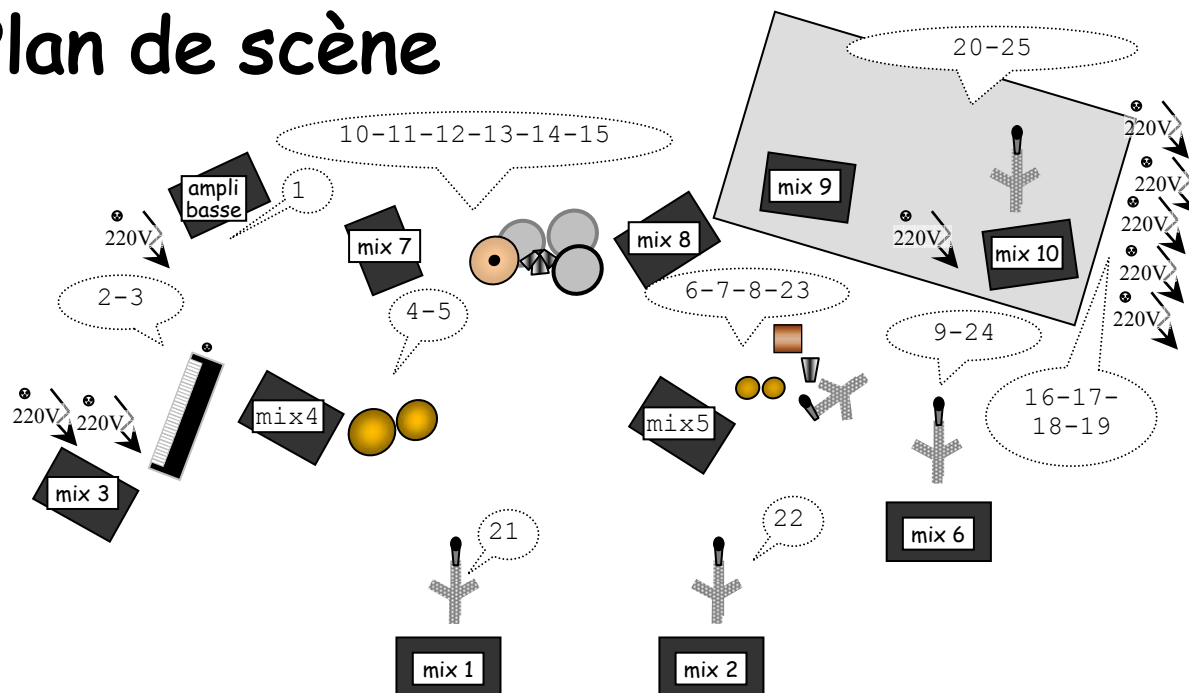 lan de scène
20-25
10-11-12-13-14-15
220V
ampli
basse
1
mix 9
220V
mix 7
mix 8
220V
220V
220V
mix 10
220V
2-3
4-5
6-7-8-23
220V
9-24
16-17-
18-19
220V
220V
mix4
mix5
mix 3
21
22
mix 6
mix 1
mix 2